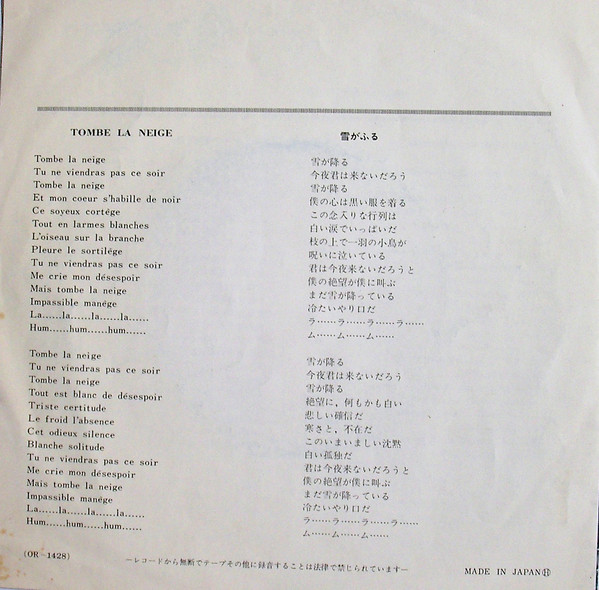 TOMBE LA NEIGE
Tombe la neige
Tu ne viendras pas ce soir
Tombe la neige
Et mon coeur s'habille de noir
Ce soyeux cortége
Tout en larmes blanches
L'oiseau sur la branche
Pleure le sortilége
Tu ne viendras pas ce soir
Me crie mon désespoir
Mais tombe la neige
Impassible manége
La......la......la......la......
Hum......hum......hum......
Tombe la neige
Tu ne viendras pas ce soir
Tombe la neige
Tout est blanc de désespoir
Triste certitude
Le froid l'absence
Cet odieux silence
Blanche solitude
Tu ne viendras pas ce soir
Me crie mon désespoir
Mais tombe la neige
Impassible manége
La......la......la......la......
Hum......hum......hum......
雪がふる
雪が降る
今夜君は来ないだろう
雪が降る
僕の心は黒い服を着る
この念入りな行列は
白い涙でいっぱいだ
枝の上で一羽の小鳥が
呪いに泣いている
君は今夜来ないだろうと
僕の絶望が僕に叫ぶ
まだ雪が降っている
冷たいやり口だ
ラ……ラ……ラ……ラ……
ム……ム……ム……
雪が降る
今夜君は来ないだろう
雪が降る
絶望に，何もかも白い
悲しい確信だ
寒さと，不在だ
このいまいましい沈黙
白い孤独だ
君は今夜来ないだろうと
僕の絶望が僕に叫ぶ
まだ雪が降っている
冷たいやり口だ
ラ……ラ……ラ……ラ……
ム……ム……ム……
(OR－1428)
―レコードから無断でテープその他に録音することは法律で禁じられています―
MADE IN JAPANⒽ